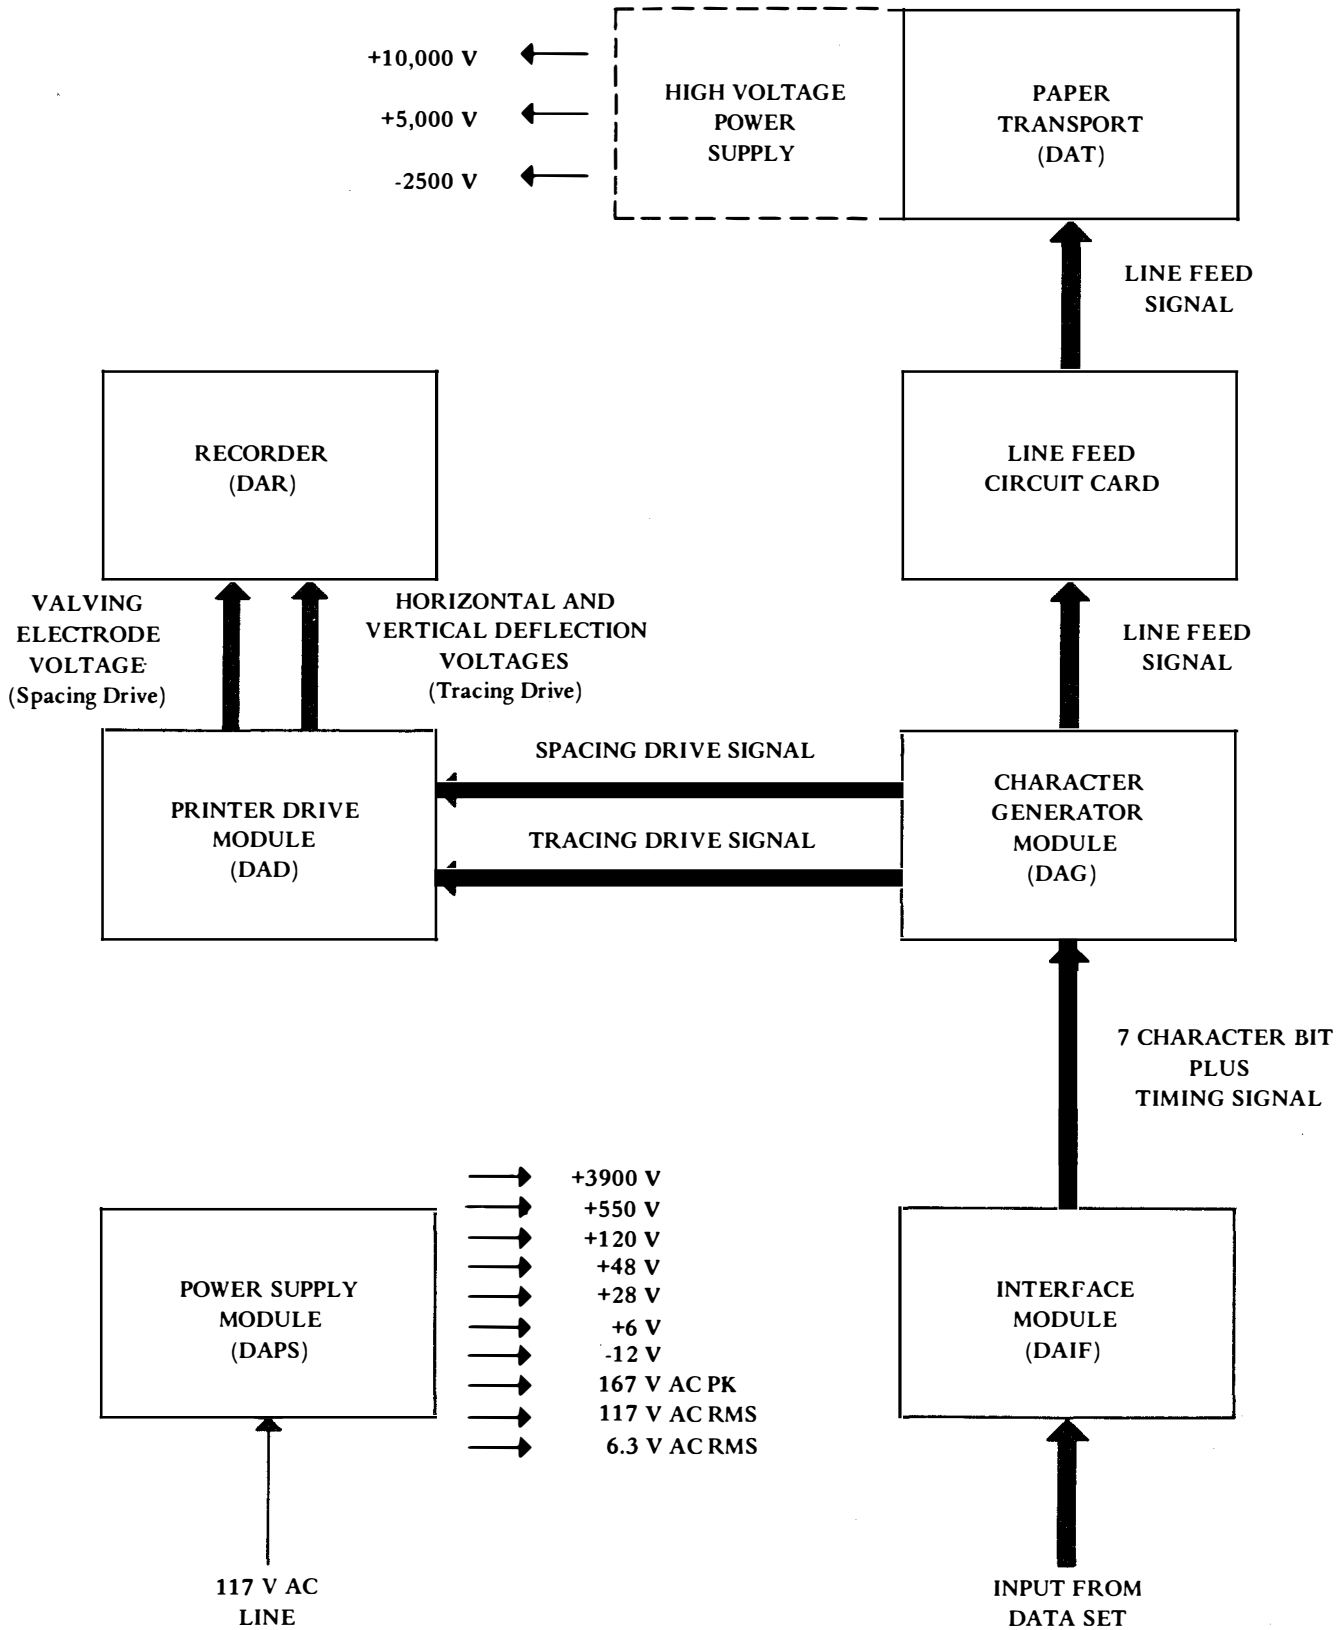 +10,000 V
+5,000 V
-2500 V
HIGH VOLTAGE
POWER
SUPPLY
PAPER
TRANSPORT
(DAT)
LINE FEED
SIGNAL
RECORDER
(DAR)
LINE FEED
CIRCUIT CARD
VALVING
ELECTRODE
VOLTAGE
(Spacing Drive)
HORIZONTAL AND
VERTICAL DEFLECTION
VOLTAGES
(Tracing Drive)
LINE FEED
SIGNAL
PRINTER DRIVE
MODULE
(DAD)
SPACING DRIVE SIGNAL
TRACING DRIVE SIGNAL
CHARACTER
GENERATOR
MODULE
(DAG)
7 CHARACTER BIT
PLUS
TIMING SIGNAL
POWER SUPPLY
MODULE
(DAPS)
+3900 V
+550 V
+120 V
+48 V
+28 V
+6 V
-12 V
167 V AC PK
117 V AC RMS
6.3 V AC RMS
INTERFACE
MODULE
(DAIF)
117 V AC
LINE
INPUT FROM
DATA SET